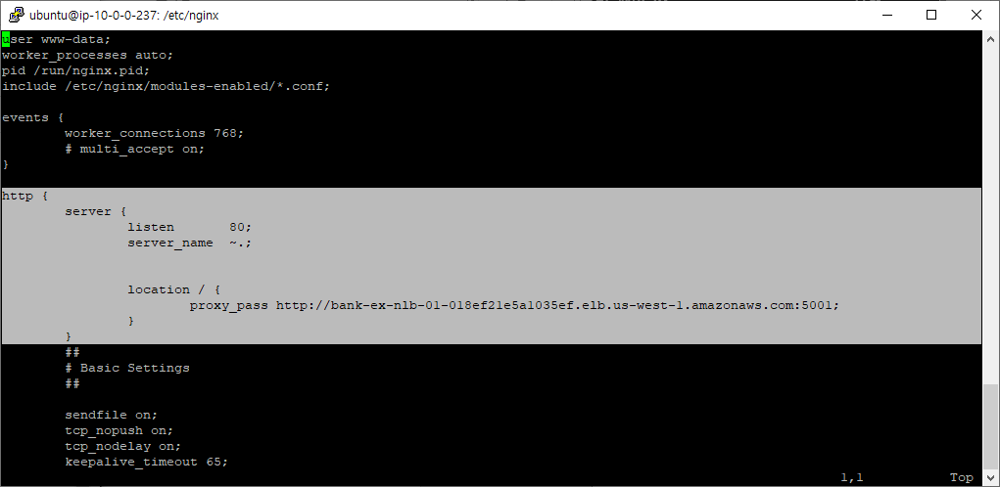 ubuntu@ip-10-0-0-237: /etc/nginx
user www-data;
worker_processes auto;
pid /run/nginx.pid;
include /etc/nginx/modules-enabled/*.conf;
events {
worker_connections 768;
# multi_accept on;
}
http {
server {
listen 80;
server_name ~.;
location / {
proxy_pass http://bank-ex-nlb-01-018ef21e5a1035ef.elb.us-west-1.amazonaws.com:5001;
}
}
##
# Basic Settings
##
sendfile on;
tcp_nopush on;
tcp_nodelay on;
keepalive_timeout 65;
1,1 Top